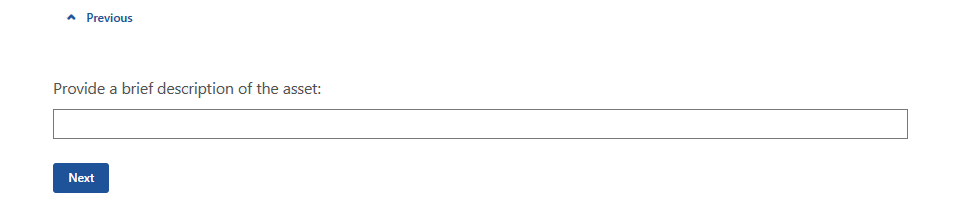 Previous
Provide a brief description of the asset:
Next